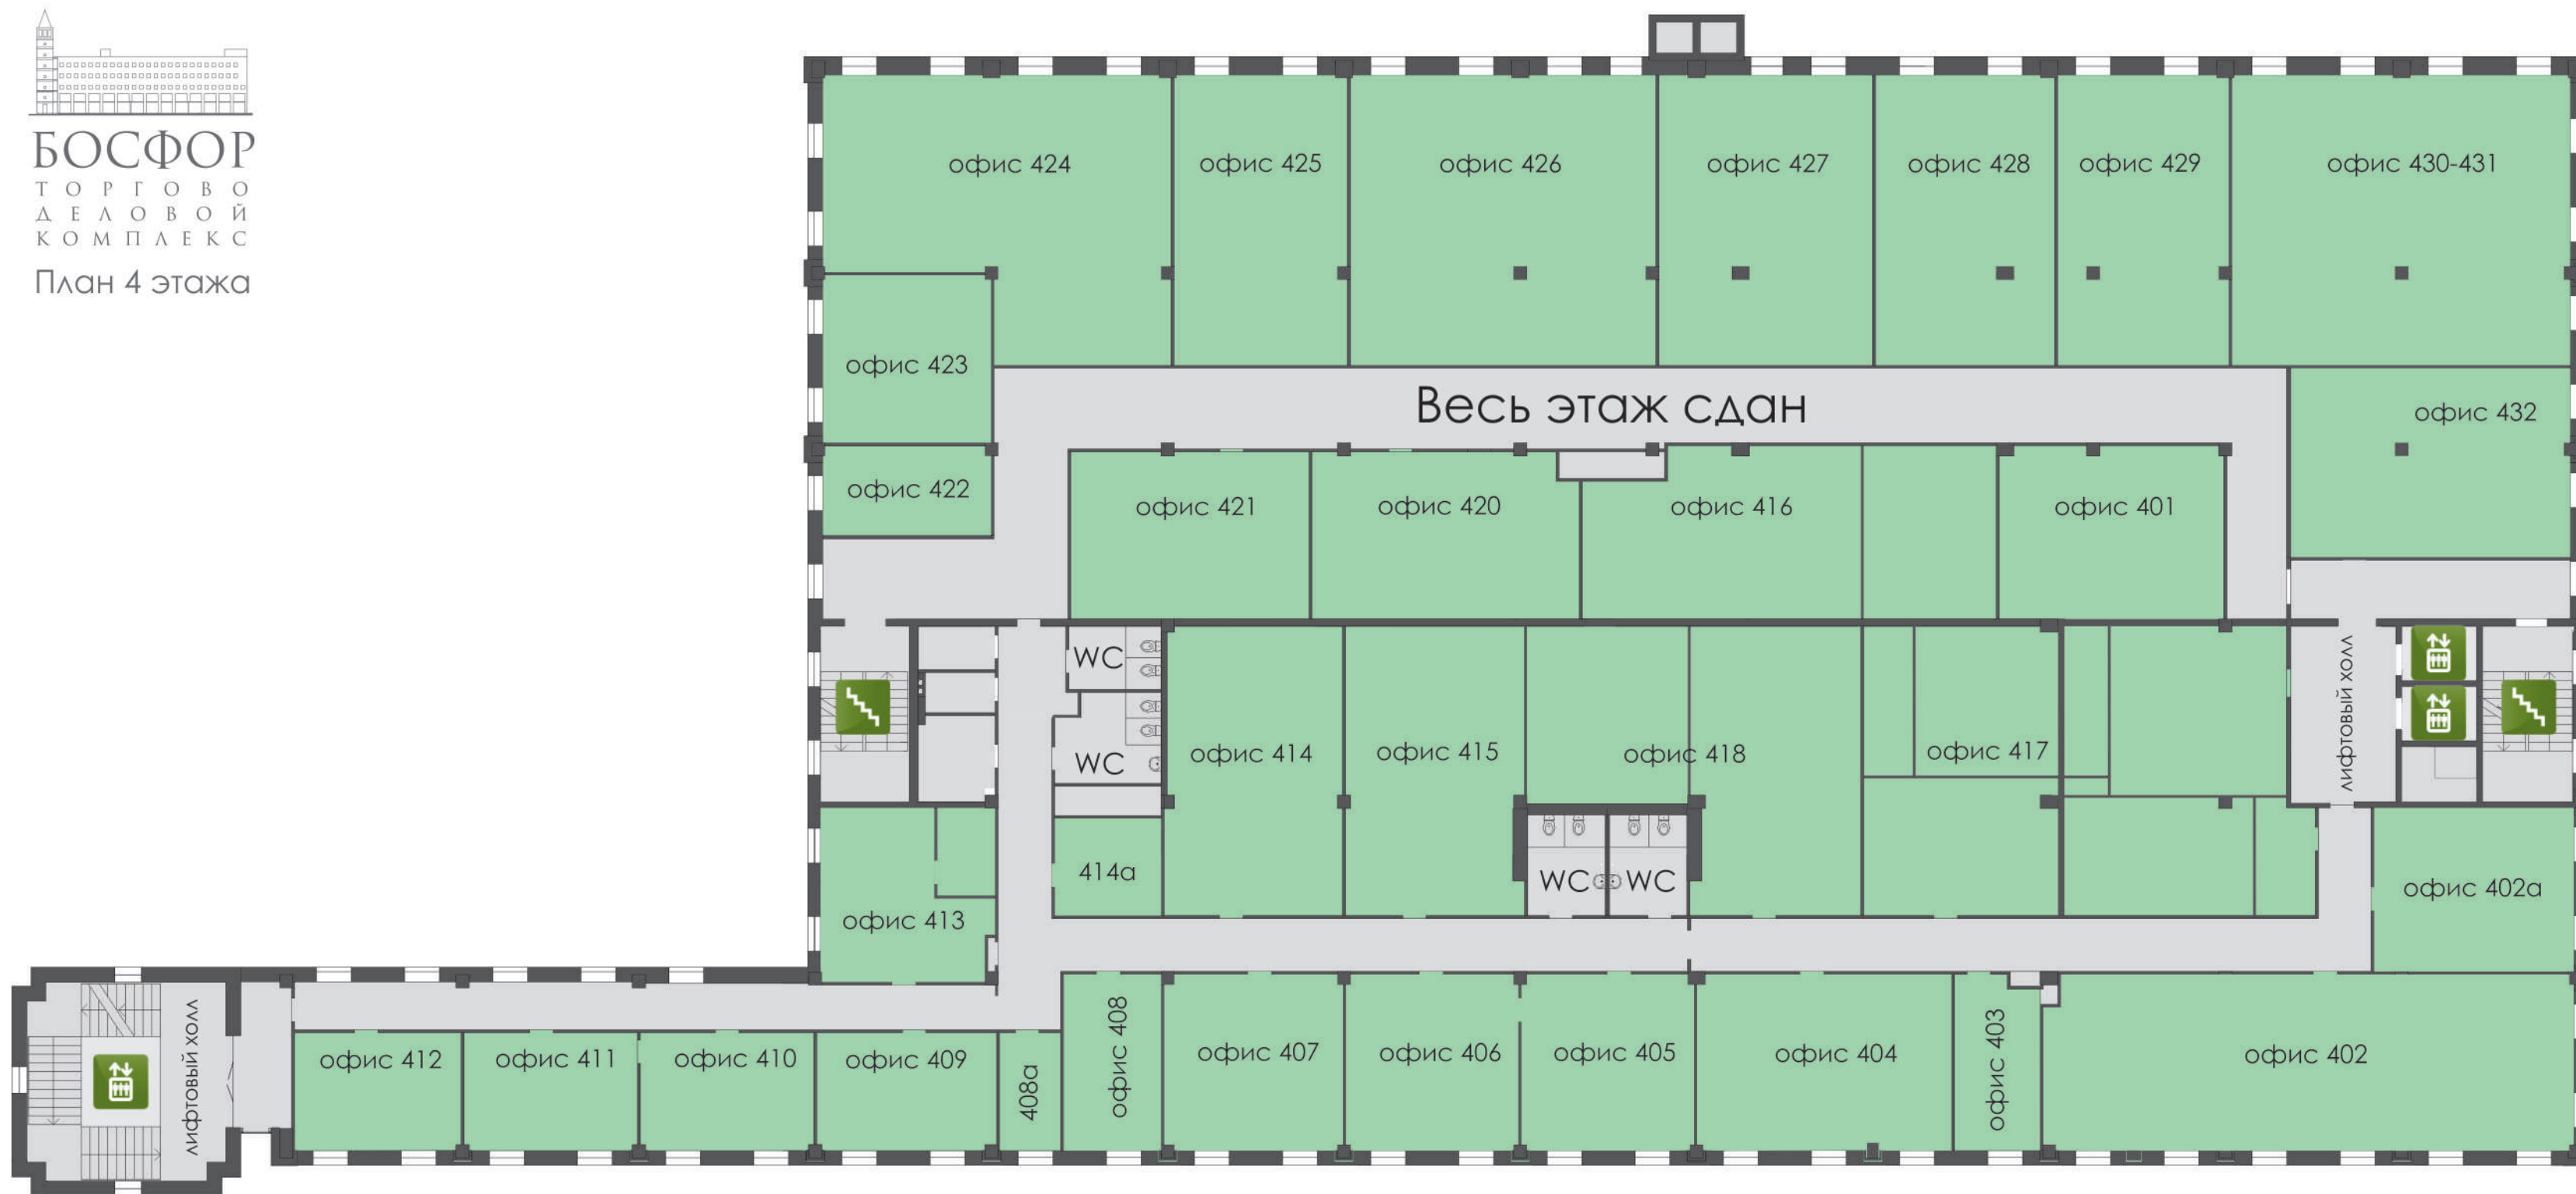 БОСФОР
ТОРГОВО
ДЕЛОВОЙ
КОМПЛЕКС
План 4 этажа
офис 424
офис 425
офис 426
офис 427
офис 428
офис 429
офис 430-431
офис 423
Весь этаж сдан
офис 432
офис 422
офис 421
офис 420
офис 416
офис 401
WC
WC
офис 414
офис 415
офис 418
офис 417
лифтовый холл
414а
WC
WC
офис 402а
офис 413
лифтовый холл
офис 412
офис 411
офис 410
офис 409
408а
офис 408
офис 407
офис 406
офис 405
офис 404
офис 403
офис 402